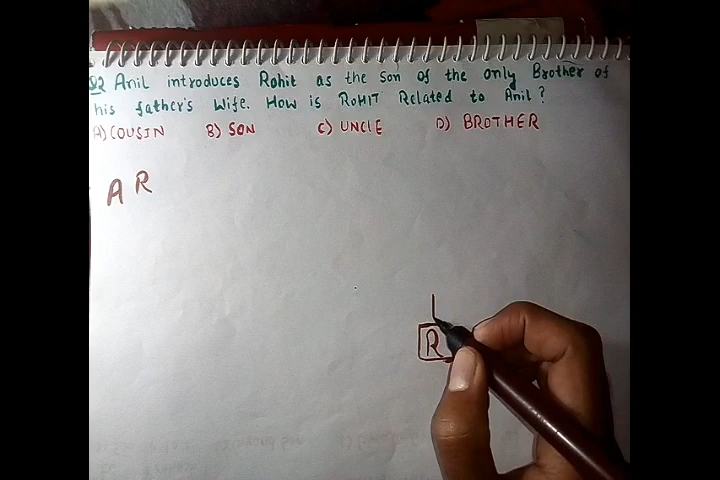 Q2 Anil introduces Rohit as the son of the only Brother of
his father's wife. How is ROHIT Related to Anil?
A) COUSIN B) SON C) UNCLE D) BROTHER
A R
R